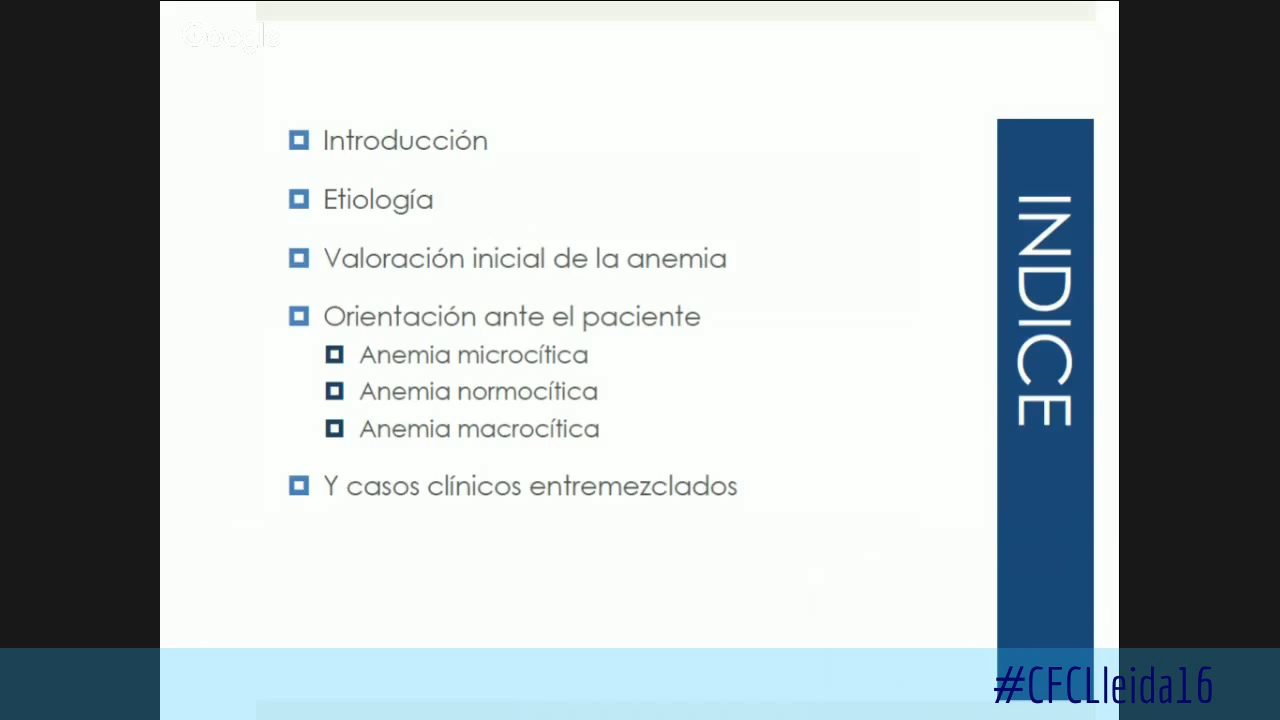 Google
Introducción
Etiología
Valoración inicial de la anemia
Orientación ante el paciente
Anemia microcítica
Anemia normocítica
Anemia macrocítica
Y casos clínicos entremezclados
INDICE
#CFCLleida16